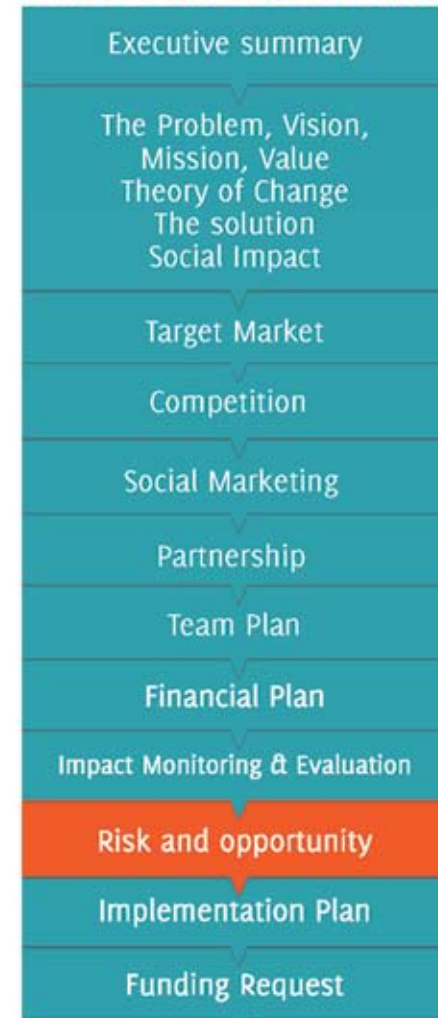 Executive summary
The Problem, Vision,
Mission, Value
Theory of Change
The solution
Social Impact
Target Market
Competition
Social Marketing
Partnership
Team Plan
Financial Plan
Impact Monitoring & Evaluation
Risk and opportunity
Implementation Plan
Funding Request